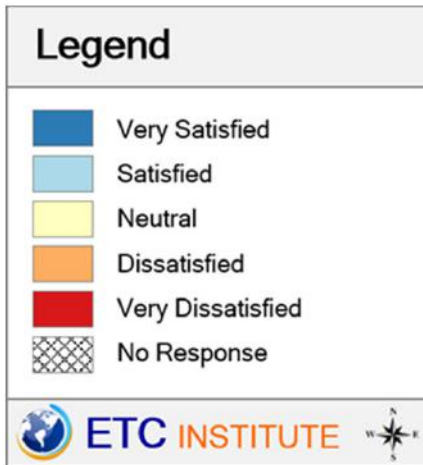 Legend
Very Satisfied
Satisfied
Neutral
Dissatisfied
Very Dissatisfied
No Response
ETC INSTITUTE
N
W E
S